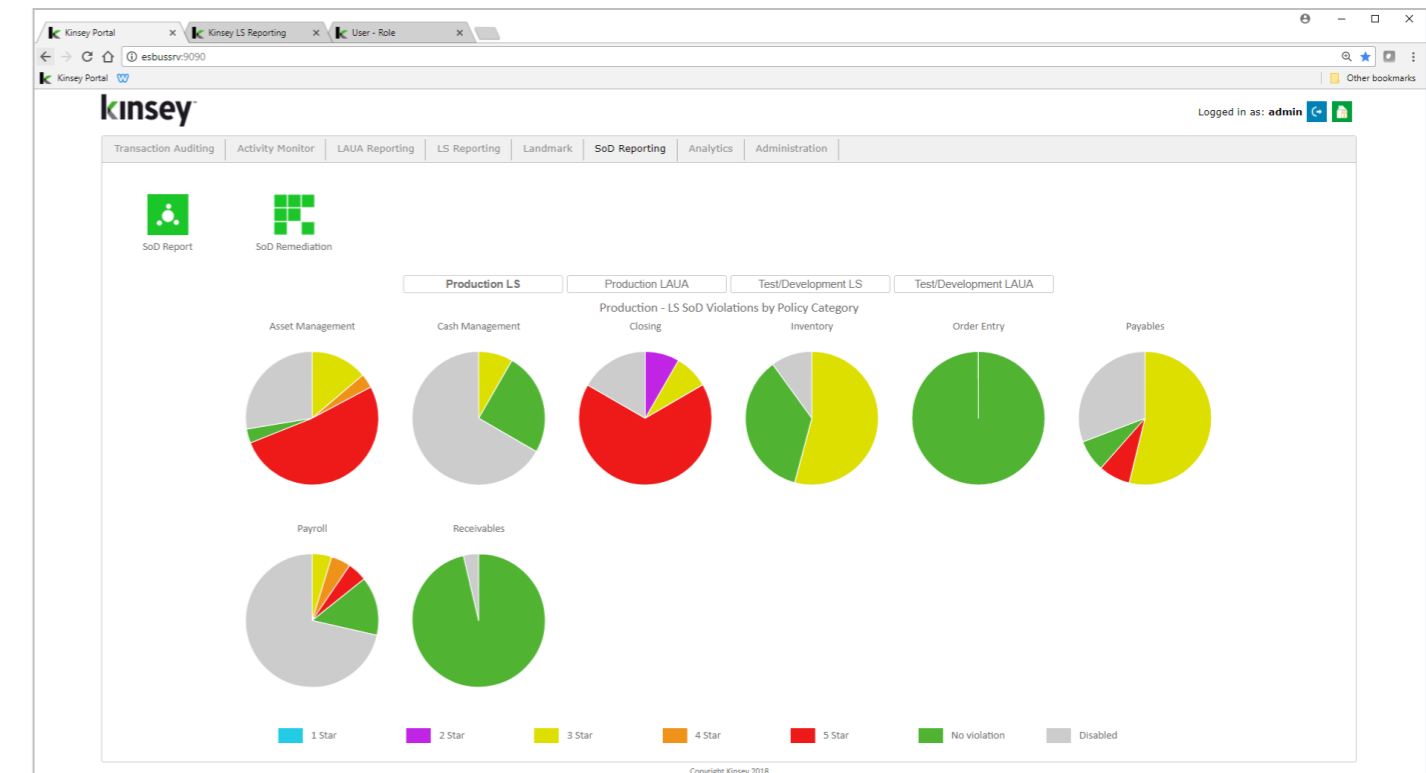 Kinsey Portal Kinsey LS Reporting User - Role
esbussrv:9090
Kinsey Portal Other bookmarks
kinsey
Logged in as: admin
Transaction Auditing Activity Monitor LAUA Reporting LS Reporting Landmark SoD Reporting Analytics Administration
SoD Report SoD Remediation
Production LS Production LAUA Test/Development LS Test/Development LAUA
Production - LS SoD Violations by Policy Category
Asset Management Cash Management Closing Inventory Order Entry Payables
Payroll Receivables
1 Star 2 Star 3 Star 4 Star 5 Star No violation Disabled
Copyright Kinsey 2018